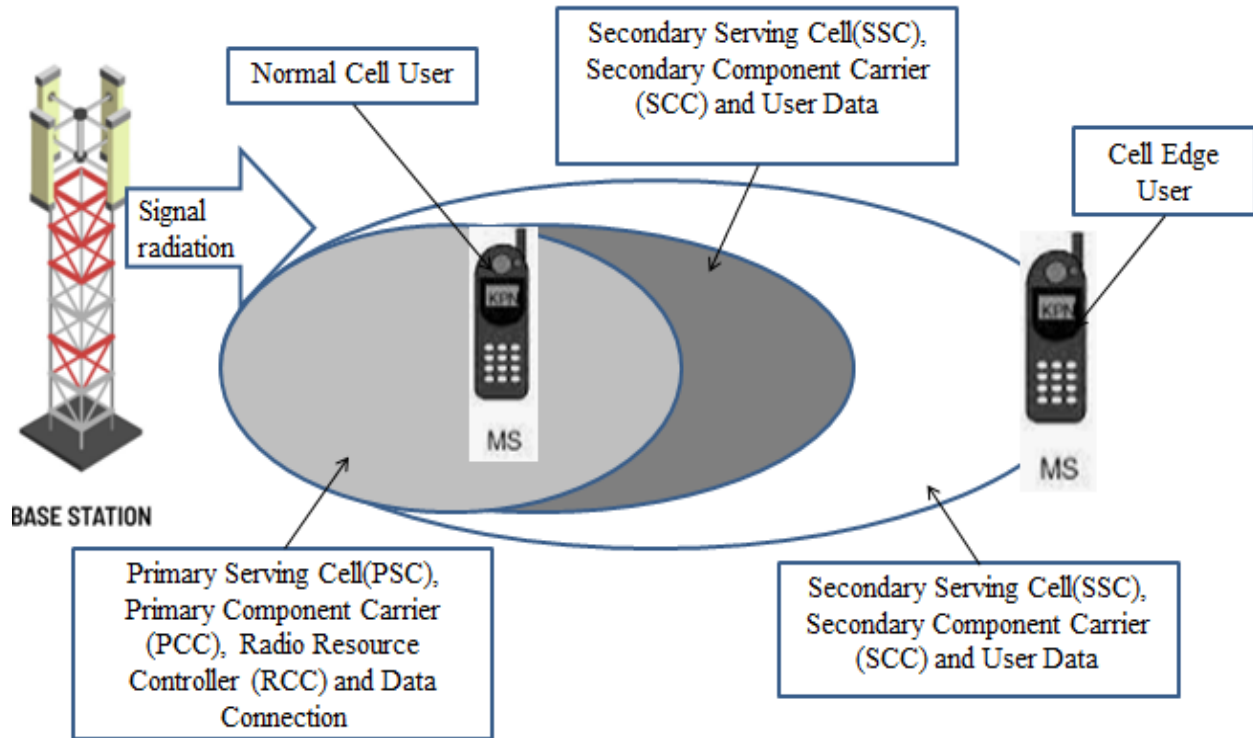 Normal Cell
User
Secondary Serving Cell(SSC),
Secondary Component Carrier
(SCC) and User Data
Cell Edge
User
Signal
radiation
KPN
MS
KPN
MS
BASE STATION
Primary Serving Cell(PSC),
Primary Component Carrier
(PCC), Radio Resource
Controller (RCC) and Data
Connection
Secondary Serving Cell(SSC),
Secondary Component Carrier
(SCC) and User Data